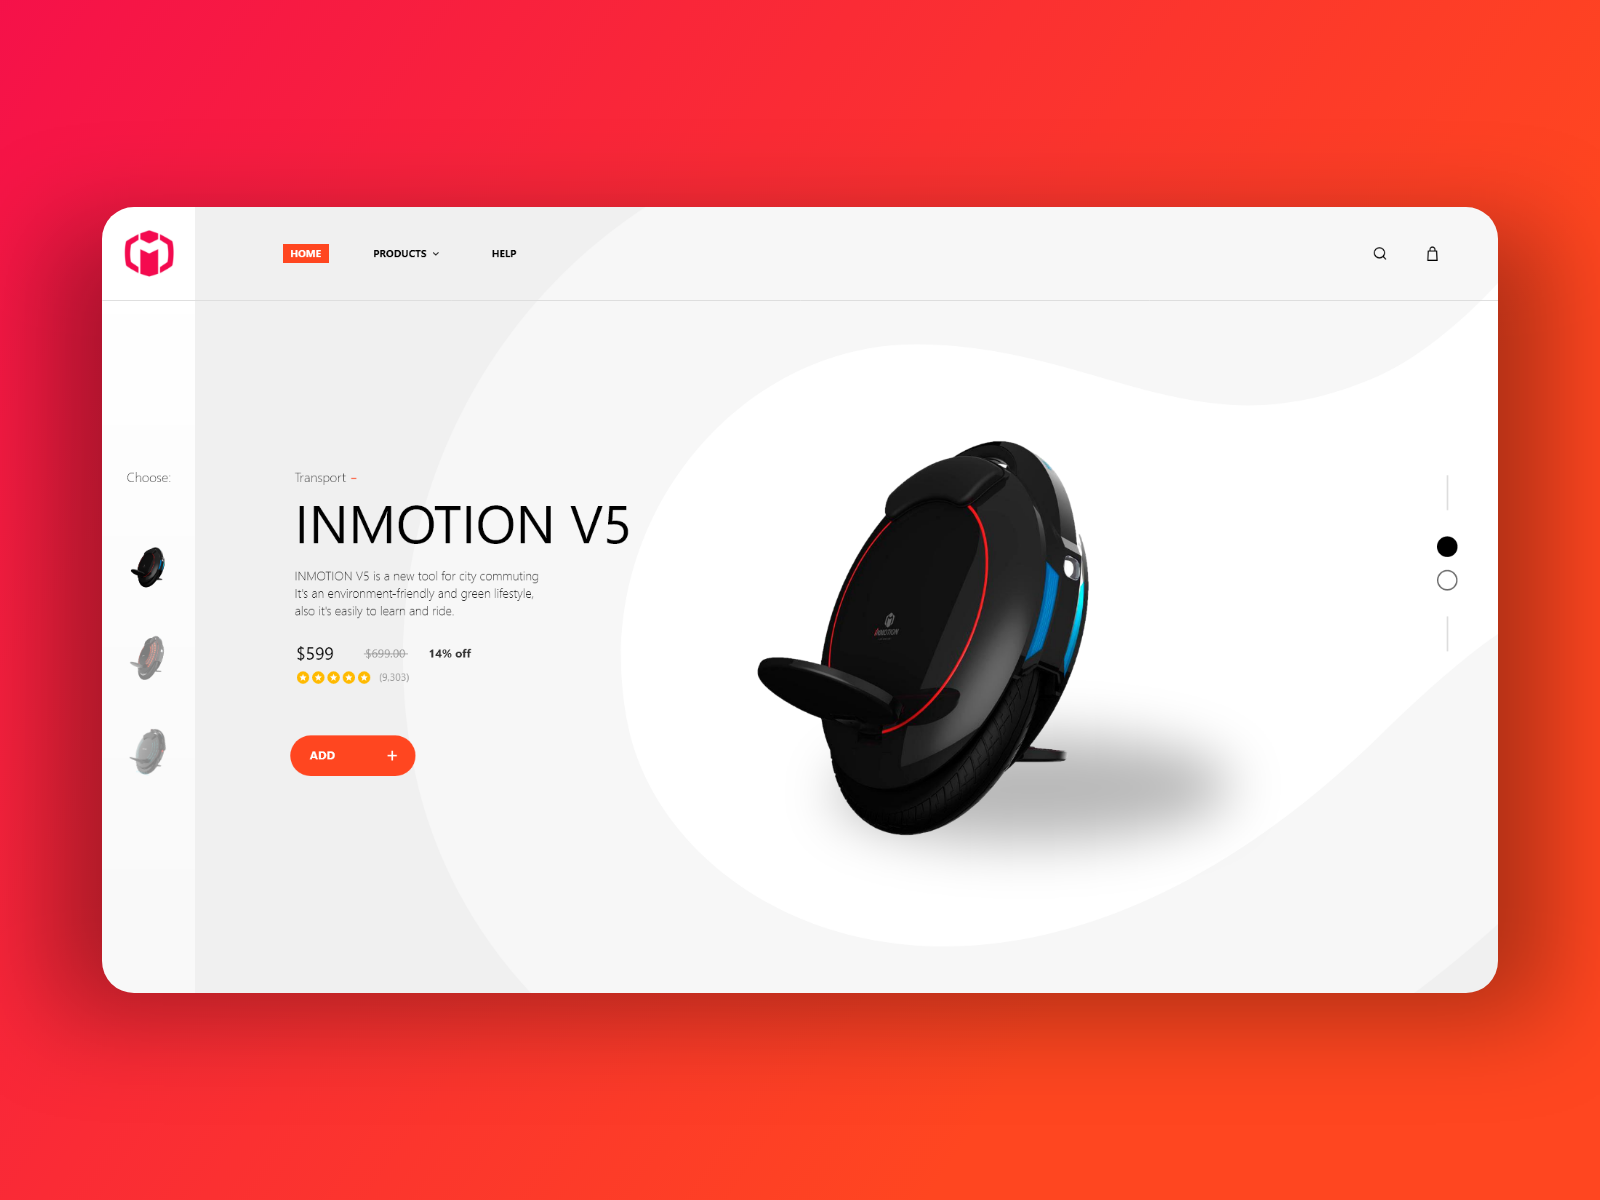 HOME
PRODUCTS
HELP
Choose:
Transport -
INMOTION V5
INMOTION V5 is a new tool for city commuting
It's an environment-friendly and green lifestyle,
also it's easily to learn and ride.
$599 $699.00 14% off
(9,303)
ADD +
INMOTION